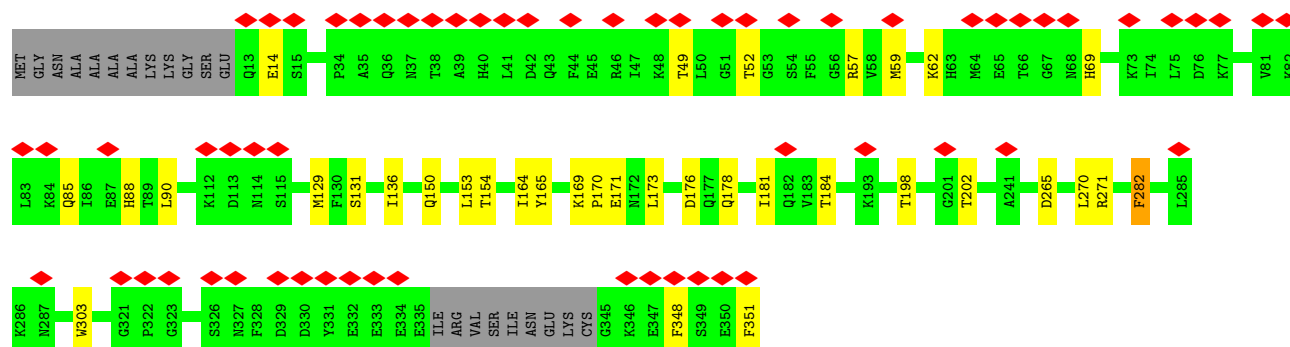 MET GLY ASN ALA ALA ALA ALA LYS LYS GLY SER GLU Q13 E14 S15 P34 A35 Q36 N37 T38 A39 H40 L41 D42 Q43 F44 E45 R46 I47 K48 T49 L50 G51 T52 G53 S54 F55 G56 R57 V58 M59 K62 H63 M64 E65 T66 G67 N68 H69 K73 I74 L75 D76 K77 V81 K82
L83 K84 Q85 I86 E87 H88 T89 L90 K112 D113 N114 S115 M129 F130 S131 I136 Q150 L153 T154 I164 Y165 K169 P170 E171 N172 L173 D176 Q177 Q178 I181 Q182 V183 T184 K193 T198 G201 T202 A241 D265 L270 R271 F282 L285
K286 N287 W303 G321 P322 G323 S326 N327 F328 D329 D330 Y331 E332 E333 E334 E335 ILE ARG VAL SER ILE ASN GLU LYS CYS G345 K346 E347 F348 S349 E350 F351